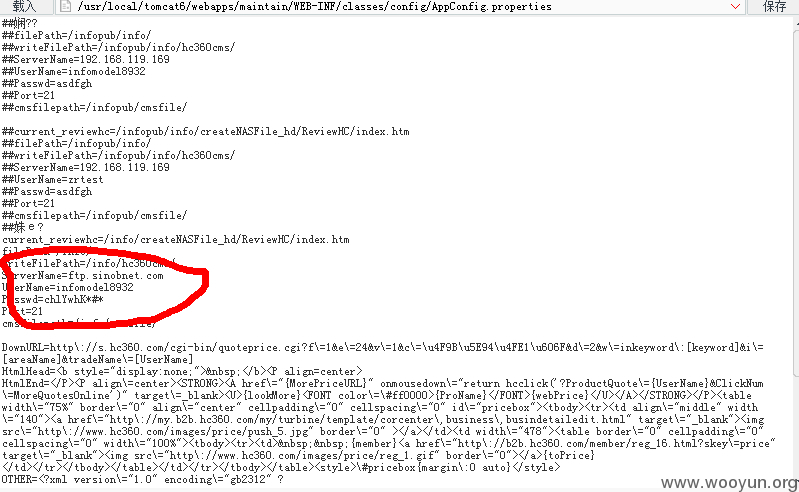 载入 /usr/local/tomcat6/webapps/maintain/WEB-INF/classes/config/AppConfig.properties 保存
##娴??
##filePath=/infopub/info/
##writeFilePath=/infopub/info/hc360cms/
##ServerName=192.168.119.169
##UserName=infomodel8932
##Passwd=asdfgh
##Port=21
##cmsfilepath=/infopub/cmsfile/
##current_reviewhc=/infopub/info/createNASFile_hd/ReviewHC/index.htm
##filePath=/infopub/info/
##writeFilePath=/infopub/info/hc360cms/
##ServerName=192.168.119.169
##UserName=zrtest
##Passwd=asdfgh
##Port=21
##cmsfilepath=/infopub/cmsfile/
##姝e?
current_reviewhc=/info/createNASFile_hd/ReviewHC/index.htm
writeFilePath=/info/hc360cms/
ServerName=ftp.sinobnet.com
UserName=infomodel8932
Passwd=chlYwhK*#*
Port=21
DownURL=http\://s.hc360.com/cgi-bin/quoteprice.cgi?f\=1&e\=24&v\=1&c\=\u4F9B\u5E94\u4FE1\u606F&d\=2&w\=inkeyword\:[keyword]&i\=
[areaName]&tradeName\=[UserName]
HtmlHead=<b style="display:none;">&nbsp;</b><P align=center>
HtmlEnd=</P><P align\=center><STRONG><A href\="{MorePriceURL}" onmousedown\="return hcclick('?ProductQuote\={UserName}&ClickNum
\=MoreQuotesOnline')" target\=_blank><U>{lookMore}<FONT color\=\#ff0000>{ProName}</FONT>{webPrice}</U></A></STRONG></P><table
width\="75%" border\="0" align\="center" cellpadding\="0" cellspacing\="0" id\="pricebox"><tbody><tr><td align\="middle" width
\="140"><a href\="http\://my.b2b.hc360.com/my/turbine/template/corcenter\,business\,busindetailedit.html" target\="_blank"><img
src\="http\://www.hc360.com/images/price/push_5.jpg" border\="0" ></a></td><td width\="478"><table border\="0" cellpadding\="0"
cellspacing\="0" width\="100%"><tbody><tr><td>&nbsp;&nbsp;{member}<a href\="http\://b2b.hc360.com/member/reg_16.html?skey\=price"
target\="_blank"><img src\="http\://www.hc360.com/images/price/reg_1.gif" border\="0"></a>{toPrice}
</td></tr></tbody></table></td></tr></tbody></table><style>\#pricebox{margin\:0 auto}</style>
OTHER=<?xml version\="1.0" encoding\="gb2312" ?
www.wooyun.org